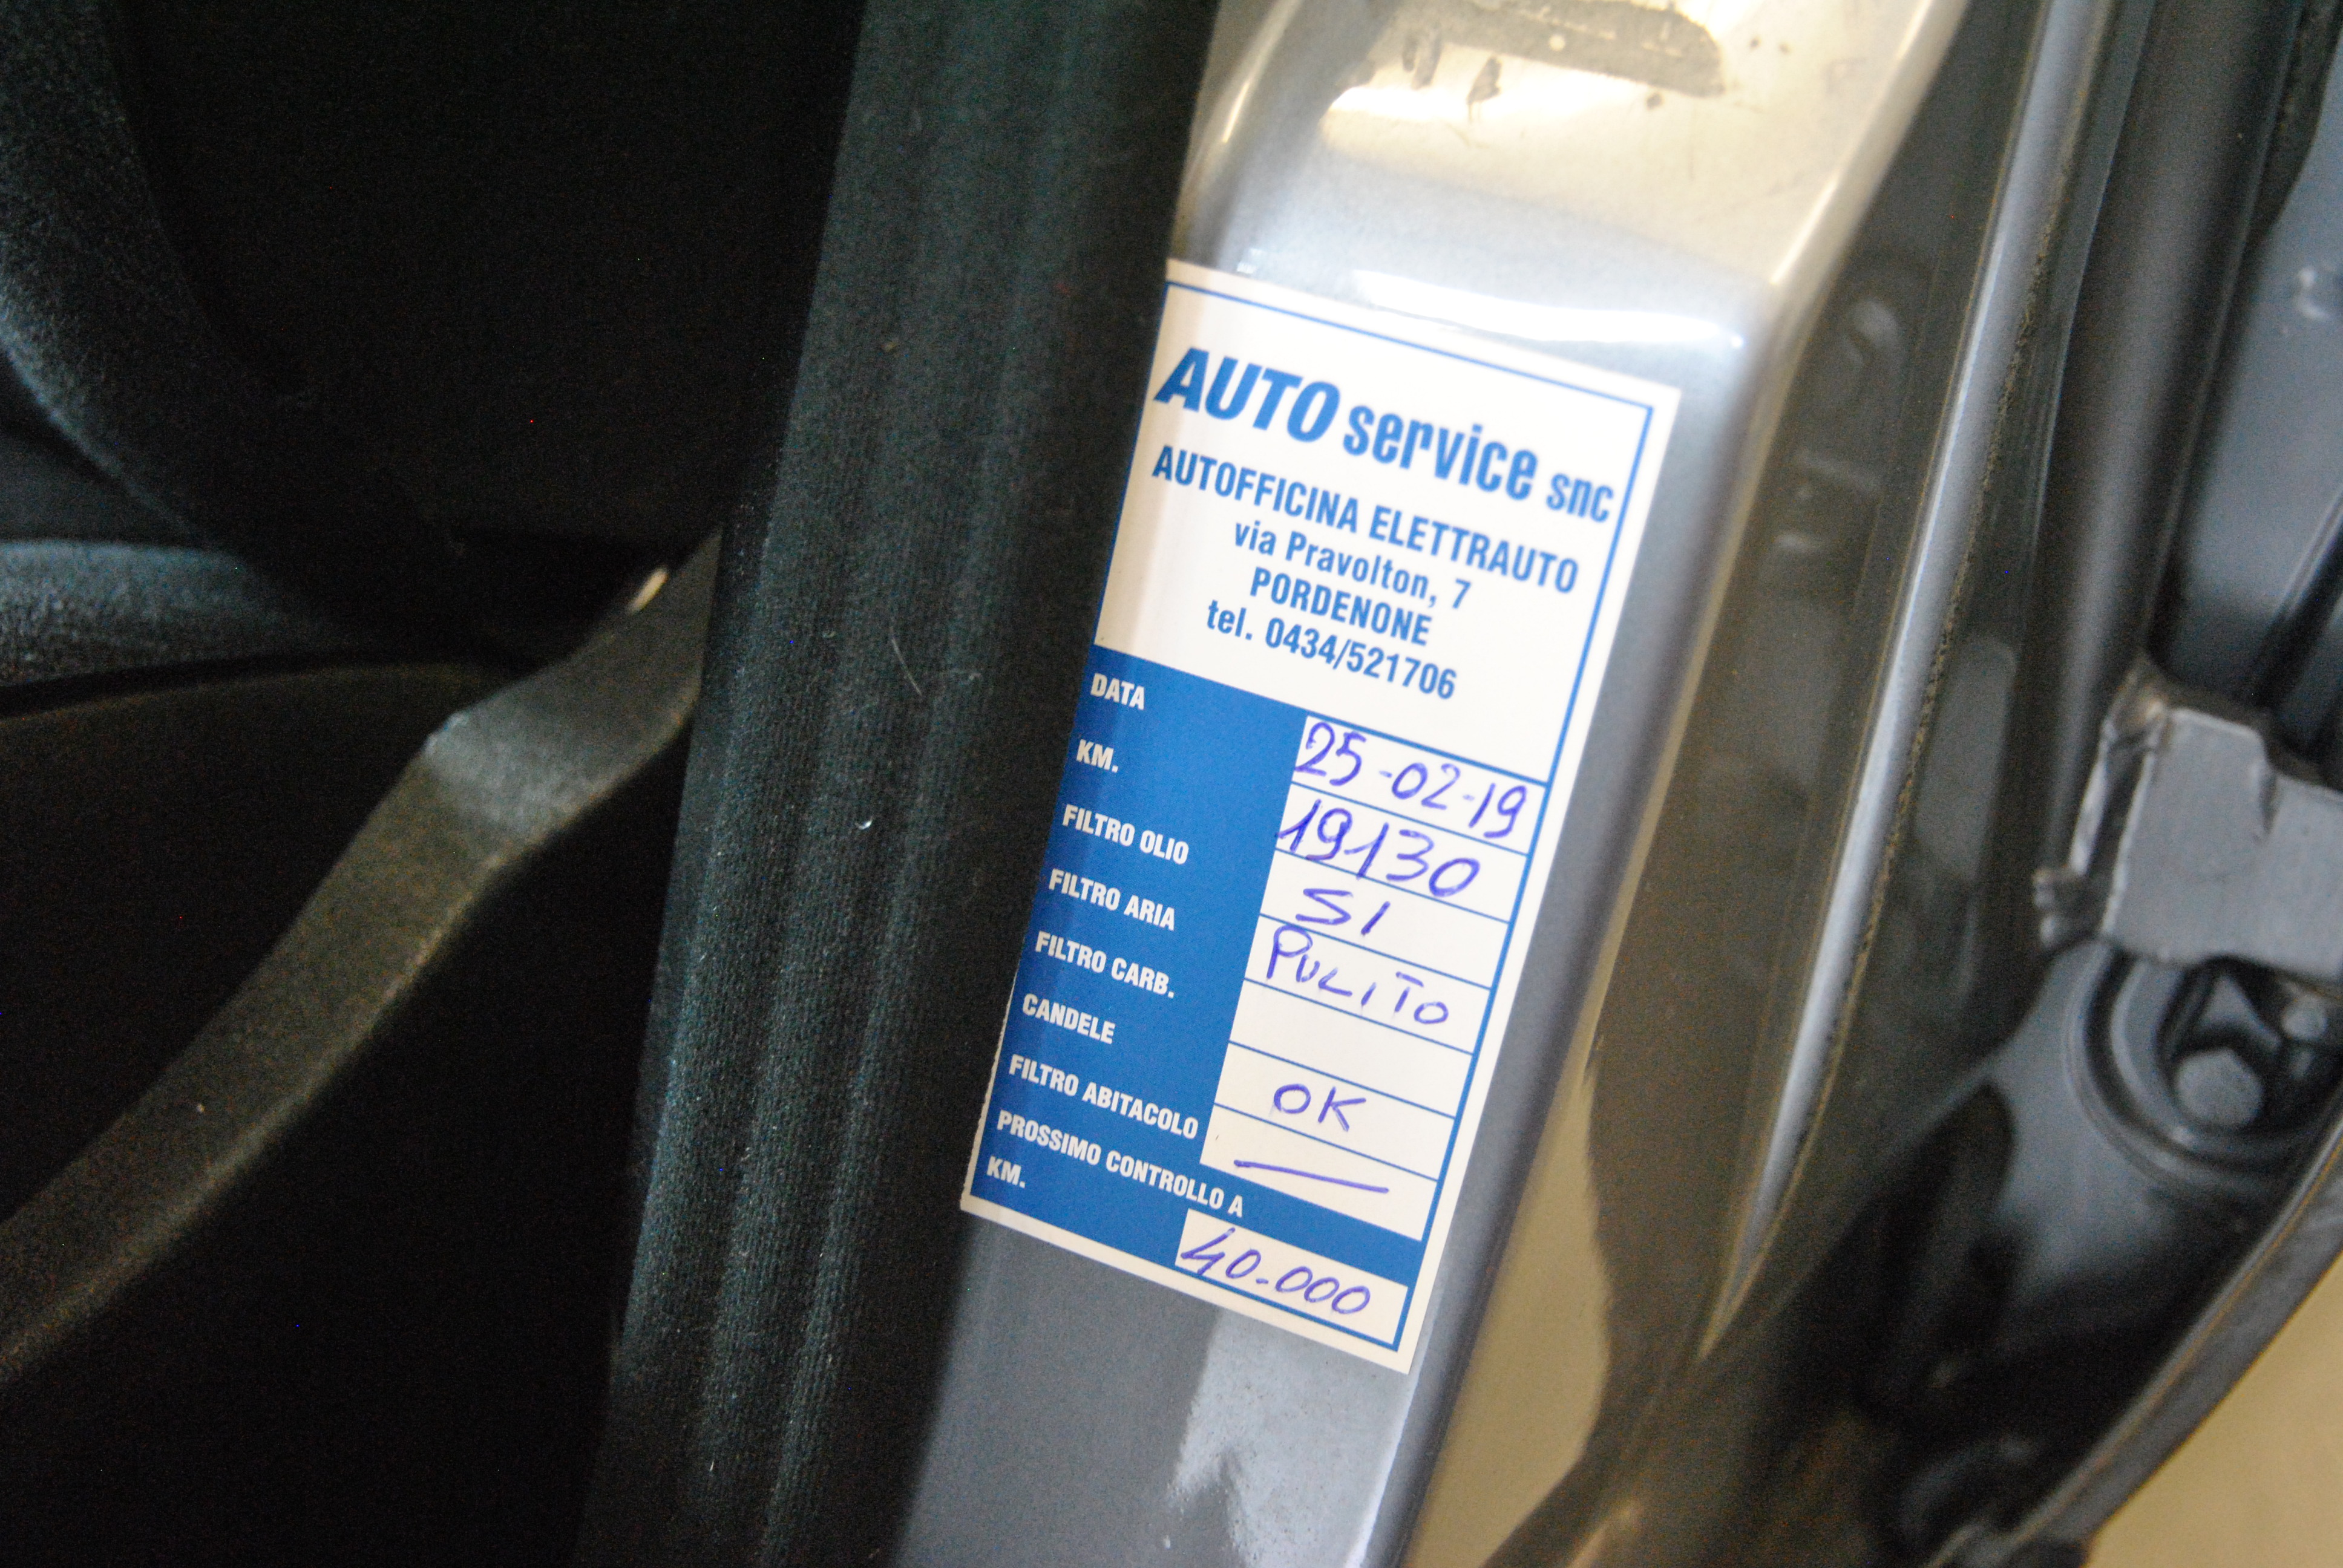 AUTO service snc
AUTOFFICINA ELETTRAUTO
via Pravolton, 7
PORDENONE
tel. 0434/521706
DATA 25-02-19
KM. 19130
FILTRO OLIO SI
FILTRO ARIA PULITO
FILTRO CARB.
CANDELE OK
FILTRO ABITACOLO —
PROSSIMO CONTROLLO A
KM. 40.000